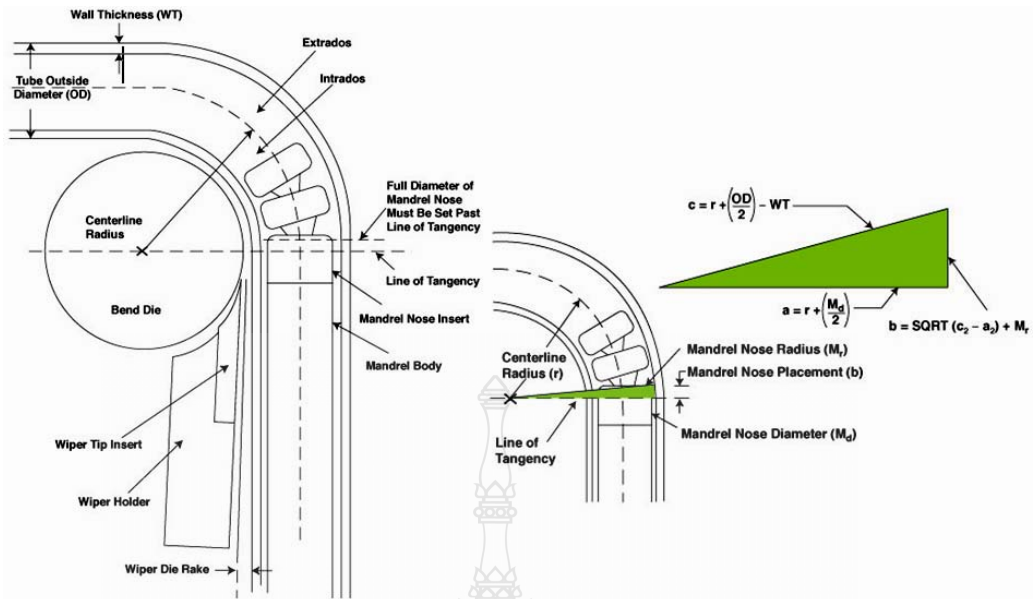 Wall Thickness (WT)
Extrados
Intrados
Tube Outside
Diameter (OD)
Centerline
Radius
Full Diameter of
Mandrel Nose
Must Be Set Past
Line of Tangency
Line of Tangency
Bend Die
Mandrel Nose Insert
Mandrel Body
Wiper Tip Insert
Wiper Holder
Wiper Die Rake
c = r + (OD/2) – WT
a = r + (Md/2)
b = SQRT (c2 – a2) + Mr
Mandrel Nose Radius (Mr)
Centerline
Radius (r)
Mandrel Nose Placement (b)
Line of
Tangency
Mandrel Nose Diameter (Md)